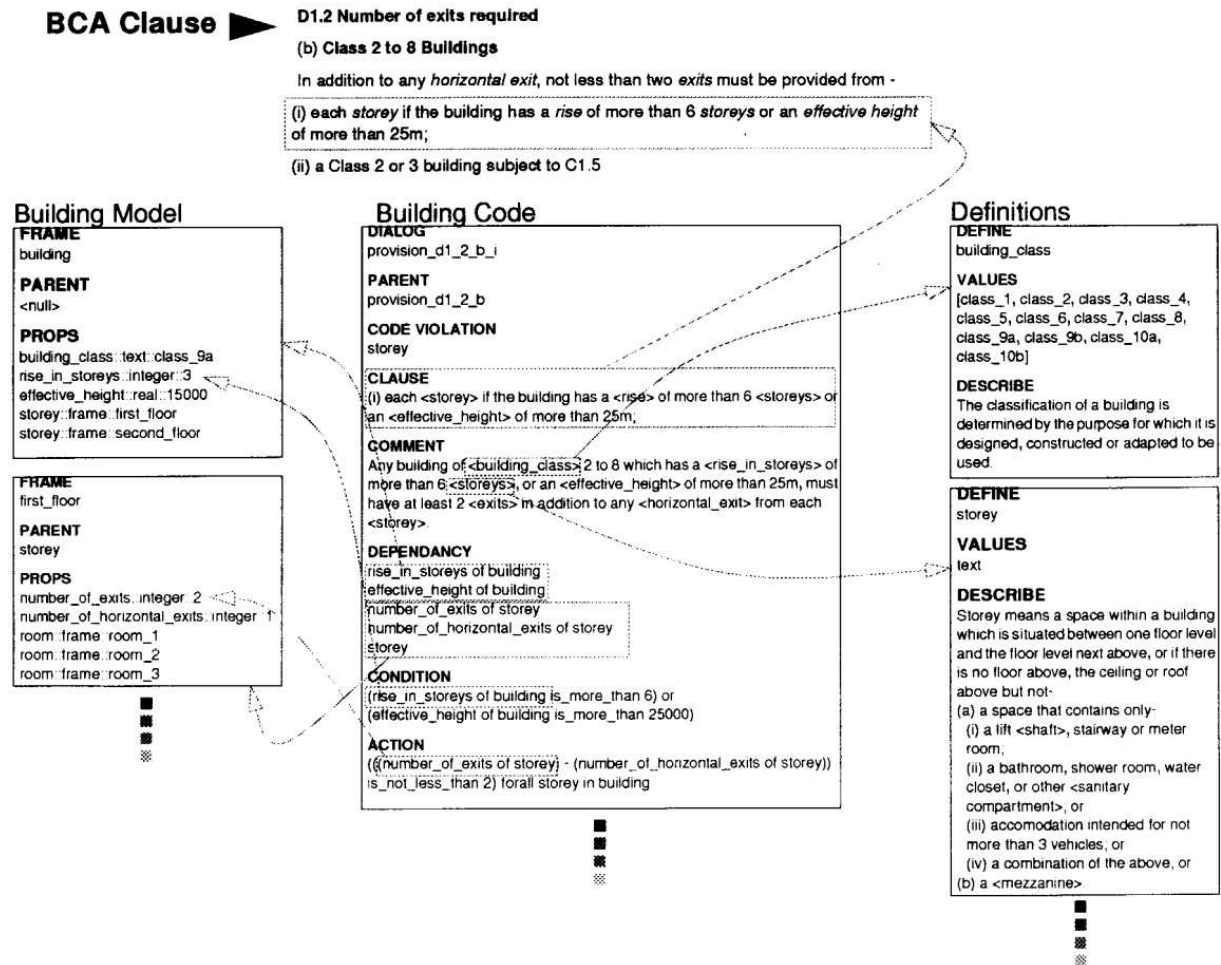 BCA Clause
D1.2 Number of exits required
(b) Class 2 to 8 Buildings
In addition to any horizontal exit, not less than two exits must be provided from -
(i) each storey if the building has a rise of more than 6 storeys or an effective height
of more than 25m;
(ii) a Class 2 or 3 building subject to C1.5
Building Model
FRAME
building
PARENT
<null>
PROPS
building_class::text::class_9a
rise_in_storeys::integer::3
effective_height::real::15000
storey::frame::first_floor
storey::frame::second_floor
FRAME
first_floor
PARENT
storey
PROPS
number_of_exits::integer::2
number_of_horizontal_exits::integer::1
room::frame::room_1
room::frame::room_2
room::frame::room_3
Building Code
DIALOG
provision_d1_2_b_i
PARENT
provision_d1_2_b
CODE VIOLATION
storey
CLAUSE
(i) each <storey> if the building has a <rise> of more than 6 <storeys> or
an <effective_height> of more than 25m;
COMMENT
Any building of <building_class> 2 to 8 which has a <rise_in_storeys> of
more than 6 <storeys>, or an <effective_height> of more than 25m, must
have at least 2 <exits> in addition to any <horizontal_exit> from each
<storey>.
DEPENDANCY
rise_in_storeys of building
effective_height of building
number_of_exits of storey
number_of_horizontal_exits of storey
storey
CONDITION
(rise_in_storeys of building is_more_than 6) or
(effective_height of building is_more_than 25000)
ACTION
(((number_of_exits of storey) - (number_of_horizontal_exits of storey))
is_not_less_than 2) forall storey in building
Definitions
DEFINE
building_class
VALUES
[class_1, class_2, class_3, class_4,
class_5, class_6, class_7, class_8,
class_9a, class_9b, class_10a,
class_10b]
DESCRIBE
The classification of a building is
determined by the purpose for which it is
designed, constructed or adapted to be
used.
DEFINE
storey
VALUES
text
DESCRIBE
Storey means a space within a building
which is situated between one floor level
and the floor level next above, or if there
is no floor above, the ceiling or roof
above but not-
(a) a space that contains only-
(i) a lift <shaft>, stairway or meter
room;
(ii) a bathroom, shower room, water
closet, or other <sanitary
compartment>; or
(iii) accomodation intended for not
more than 3 vehicles; or
(iv) a combination of the above, or
(b) a <mezzanine>.